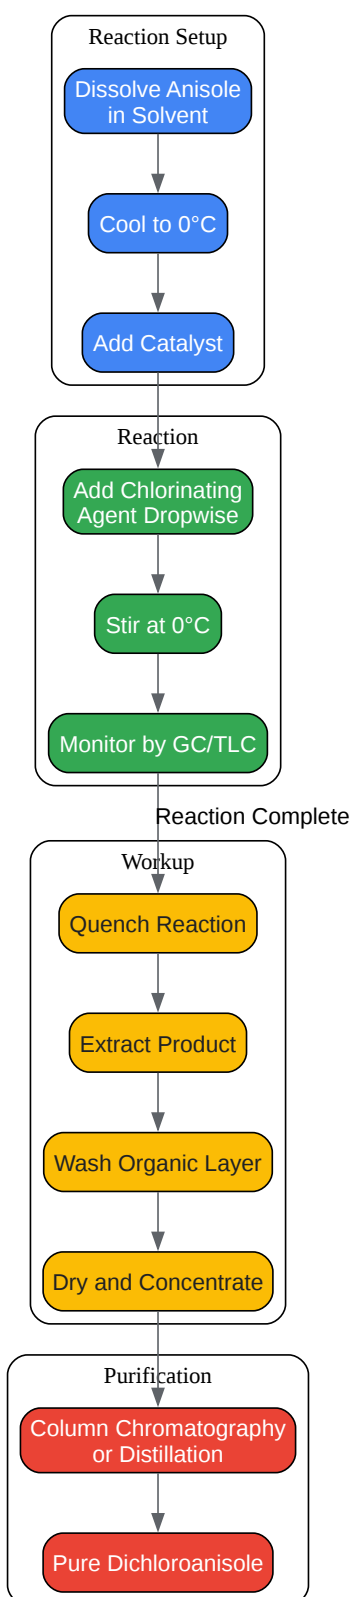 Reaction Setup
Dissolve Anisole
in Solvent
Cool to 0°C
Add Catalyst
Reaction
Add Chlorinating
Agent Dropwise
Stir at 0°C
Monitor by GC/TLC
Reaction Complete
Workup
Quench Reaction
Extract Product
Wash Organic Layer
Dry and Concentrate
Purification
Column Chromatography
or Distillation
Pure Dichloroanisole